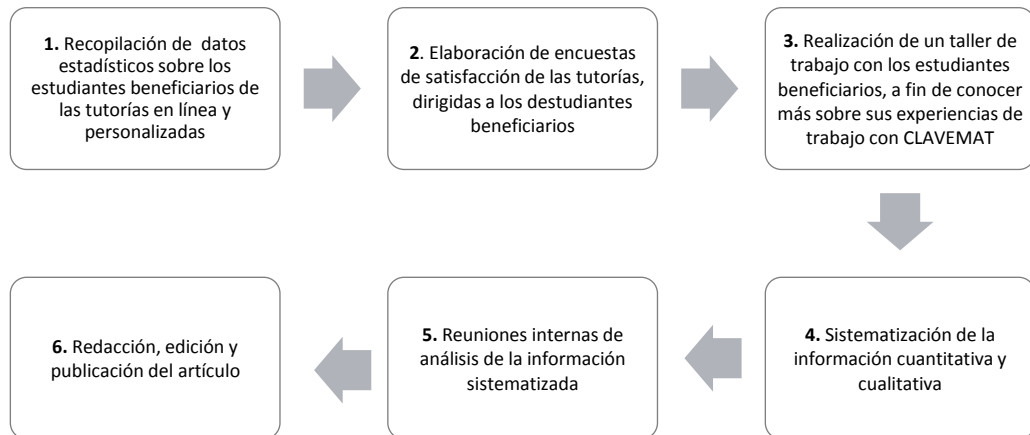 1. Recopilación de datos
estadísticos sobre los
estudiantes beneficiarios de
las tutorías en línea y
personalizadas
2. Elaboración de encuestas
de satisfacción de las tutorías,
dirigidas a los destudiantes
beneficiarios
3. Realización de un taller de
trabajo con los estudiantes
beneficiarios, a fin de conocer
más sobre sus experiencias de
trabajo con CLAVEMAT
4. Sistematización de la
información cuantitativa y
cualitativa
5. Reuniones internas de
análisis de la información
sistematizada
6. Redacción, edición y
publicación del artículo